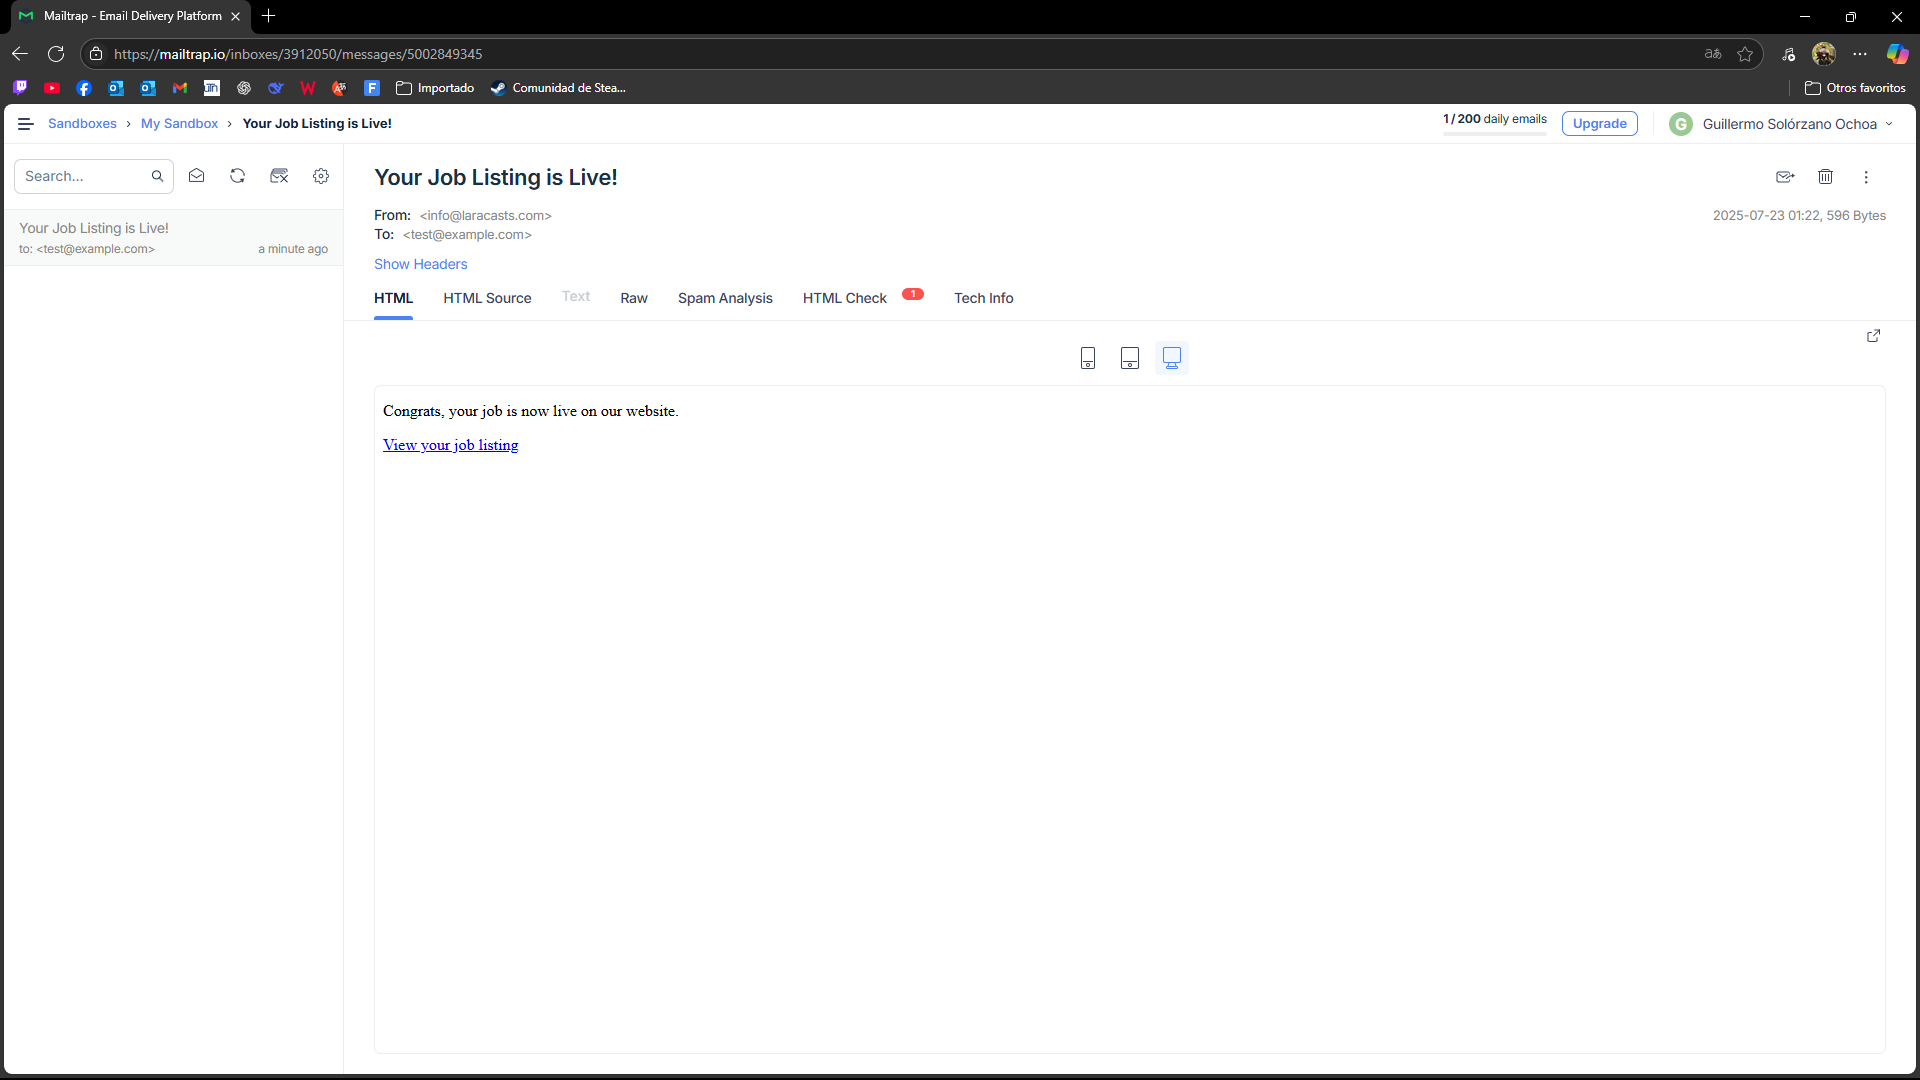 Mailtrap - Email Delivery Platform
https://mailtrap.io/inboxes/3912050/messages/5002849345
Importado
Comunidad de Stea...
Otros favoritos
Sandboxes › My Sandbox › Your Job Listing is Live!
1 / 200 daily emails
Upgrade
G
Guillermo Solórzano Ochoa
Search...
Your Job Listing is Live!
to: <test@example.com>
a minute ago
Your Job Listing is Live!
From: <info@laracasts.com>
2025-07-23 01:22, 596 Bytes
To: <test@example.com>
Show Headers
HTML
HTML Source
Text
Raw
Spam Analysis
HTML Check
1
Tech Info
Congrats, your job is now live on our website.
View your job listing